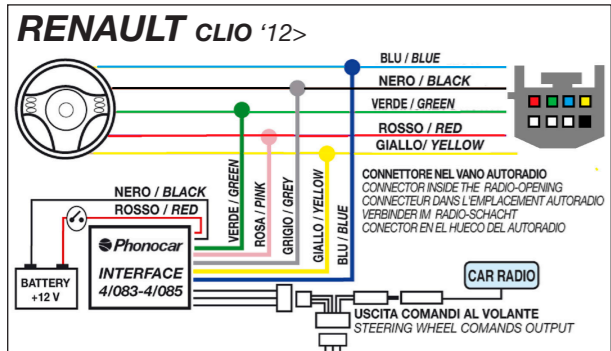 RENAULT CLIO '12>
BLU / BLUE
NERO / BLACK
VERDE / GREEN
ROSSO / RED
GIALLO/ YELLOW
CONNETTORE NEL VANO AUTORADIO
CONNECTOR INSIDE THE RADIO-OPENING
CONNECTEUR DANS L'EMPLACEMENT AUTORADIO
VERBINDER IM RADIO-SCHACHT
CONECTOR EN EL HUECO DEL AUTORADIO
NERO / BLACK
ROSSO / RED
VERDE / GREEN
ROSA / PINK
GRIGIO / GREY
GIALLO / YELLOW
BLU / BLUE
Phonocar
INTERFACE
4/083-4/085
BATTERY
+12 V
CAR RADIO
USCITA COMANDI AL VOLANTE
STEERING WHEEL COMANDS OUTPUT